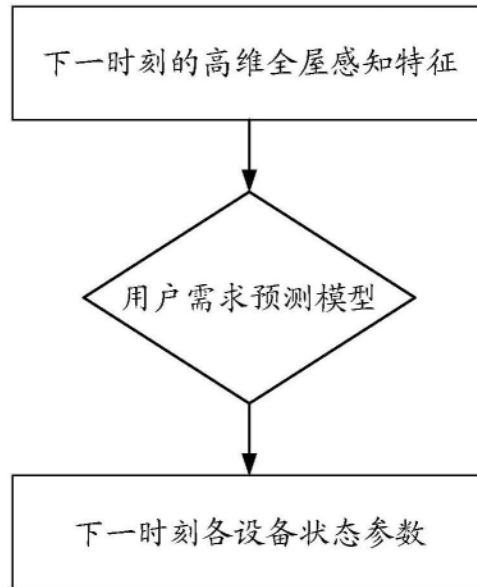 下一时刻的高维全屋感知特征
用户需求预测模型
下一时刻各设备状态参数